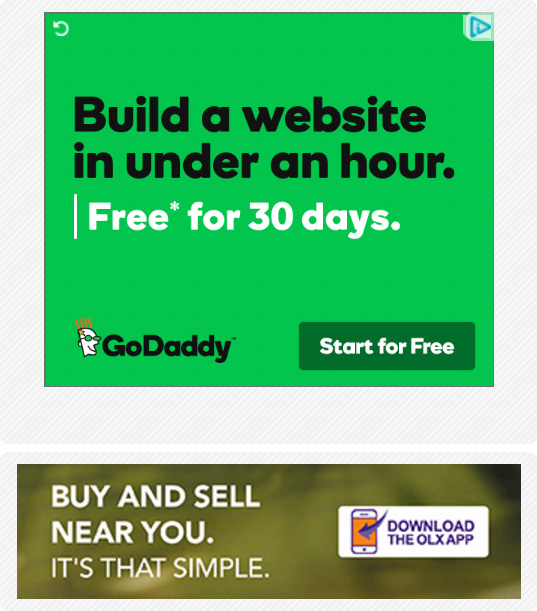 Build a website
in under an hour.
Free* for 30 days.
GoDaddy™
Start for Free
BUY AND SELL
NEAR YOU.
IT'S THAT SIMPLE.
DOWNLOAD
THE OLX APP